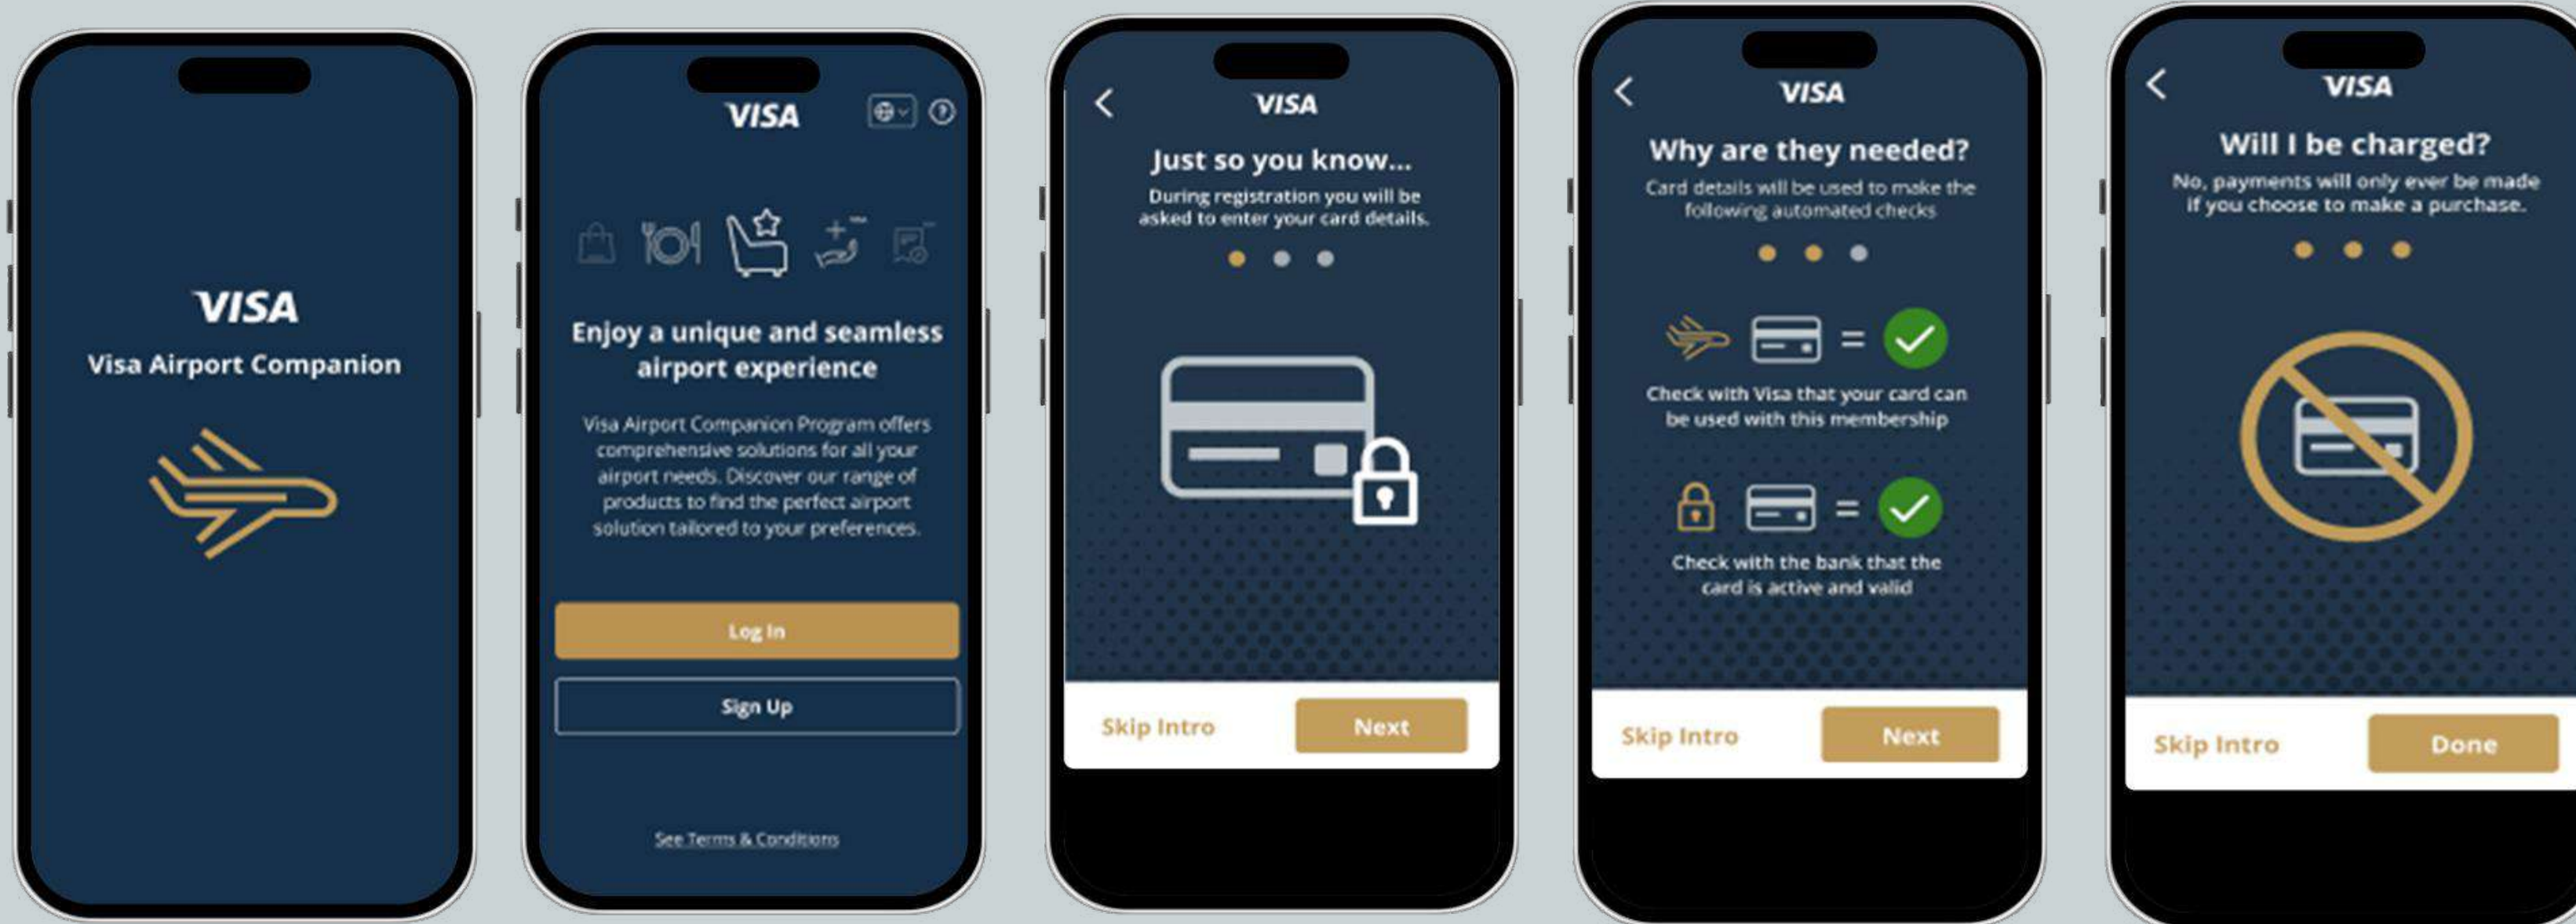 VISA
Visa Airport Companion
VISA
Enjoy a unique and seamless
airport experience
Visa Airport Companion Program offers
comprehensive solutions for all your
airport needs. Discover our range of
products to find the perfect airport
solution tailored to your preferences.
Log In
Sign Up
See Terms & Conditions
VISA
Just so you know...
During registration you will be
asked to enter your card details.
Skip Intro
Next
VISA
Why are they needed?
Card details will be used to make the
following automated checks
=
Check with Visa that your card can
be used with this membership
=
Check with the bank that the
card is active and valid
Skip Intro
Next
VISA
Will I be charged?
No, payments will only ever be made
if you choose to make a purchase.
Skip Intro
Done